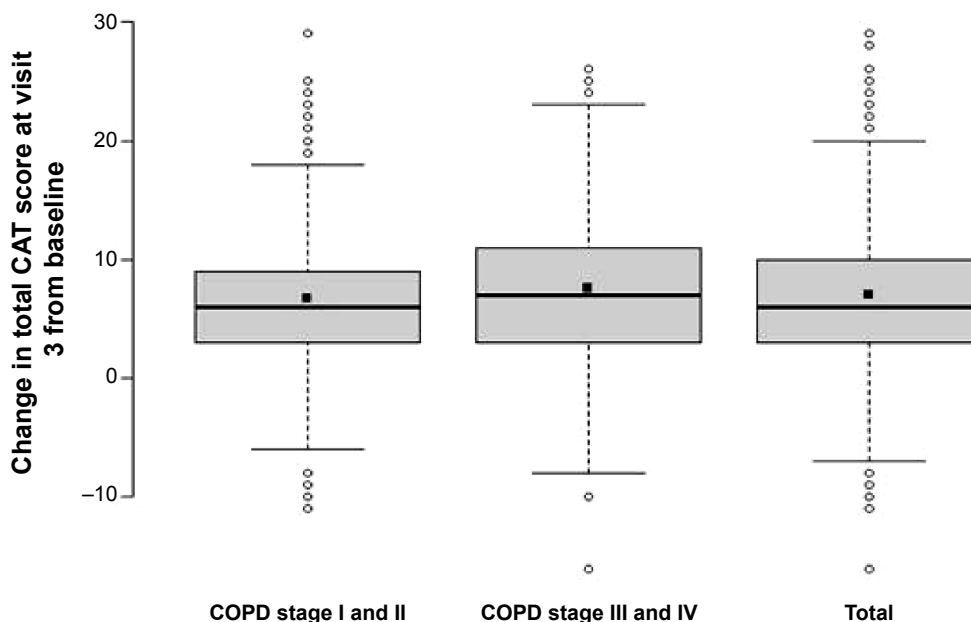 Change in total CAT score at visit
3 from baseline
30
20
10
0
–10
COPD stage I and II
COPD stage III and IV
Total